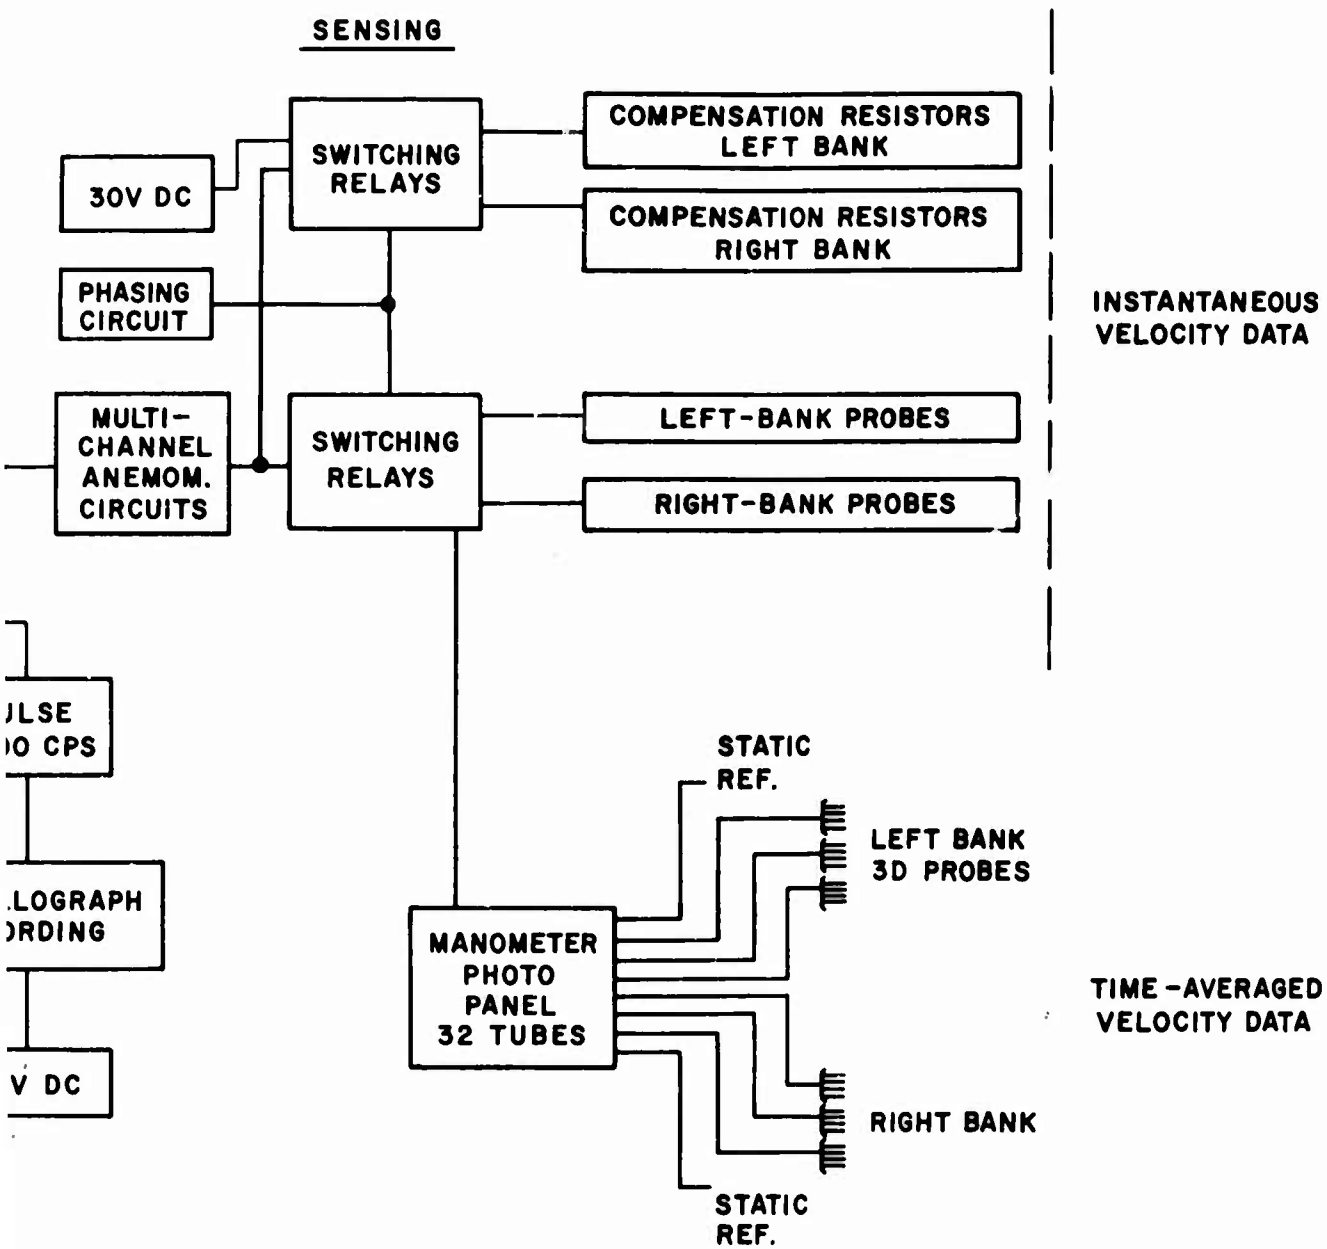 SENSING
30V DC
SWITCHING
RELAYS
COMPENSATION RESISTORS
LEFT BANK
COMPENSATION RESISTORS
RIGHT BANK
PHASING
CIRCUIT
INSTANTANEOUS
VELOCITY DATA
MULTI-
CHANNEL
ANEMOM.
CIRCUITS
SWITCHING
RELAYS
LEFT-BANK PROBES
RIGHT-BANK PROBES
CPS
V DC
STATIC
REF.
LEFT BANK
3D PROBES
MANOMETER
PHOTO
PANEL
32 TUBES
TIME-AVERAGED
VELOCITY DATA
RIGHT BANK
STATIC
REF.